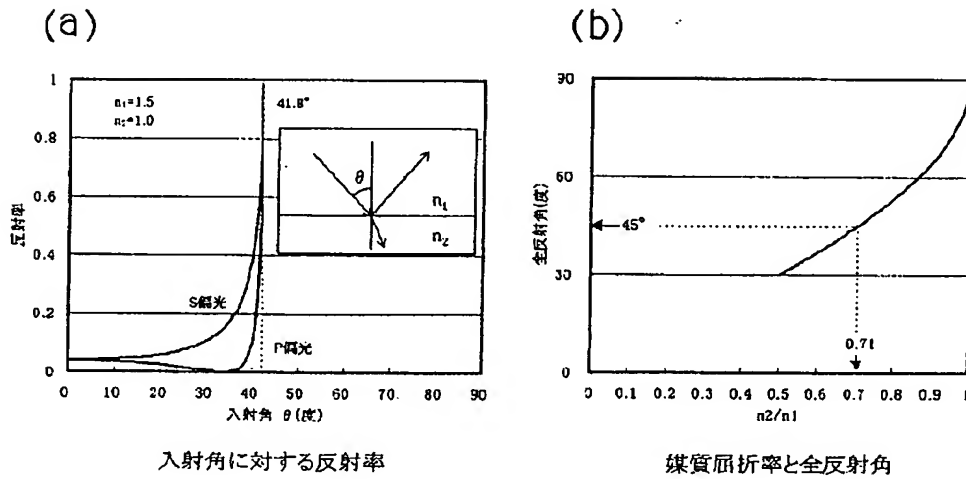 (a)
1
0.8
0.6
0.4
0.2
0
反射率
n₁=1.5
n₂=1.0
41.8°
θ
n₁
n₂
S偏光
P偏光
0 10 20 30 40 50 60 70 80 90
入射角 θ(度)
入射角に対する反射率
(b)
90
60
30
0
全反射角(度)
45°
0.71
0 0.1 0.2 0.3 0.4 0.5 0.6 0.7 0.8 0.9 1
n2/n1
媒質屈折率と全反射角